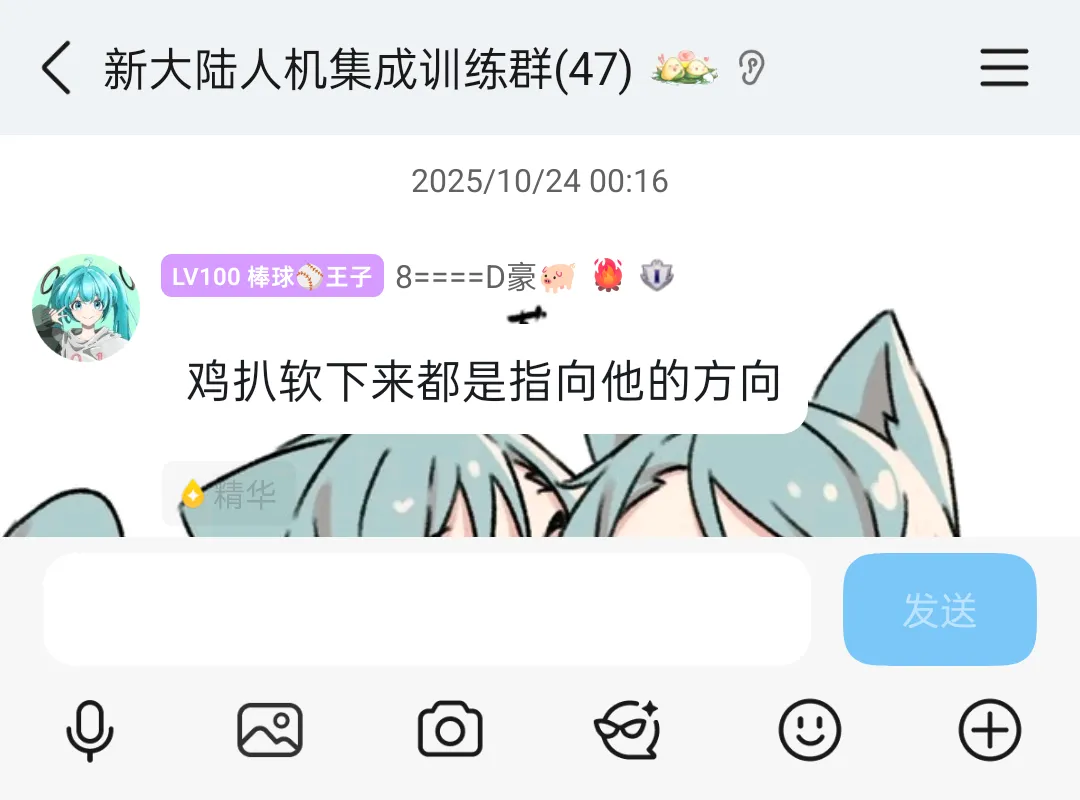 新大陆人机集成训练群(47)
2025/10/24 00:16
LV100 棒球⚾王子 8====D豪🐖
鸡扒软下来都是指向他的方向
精华
发送